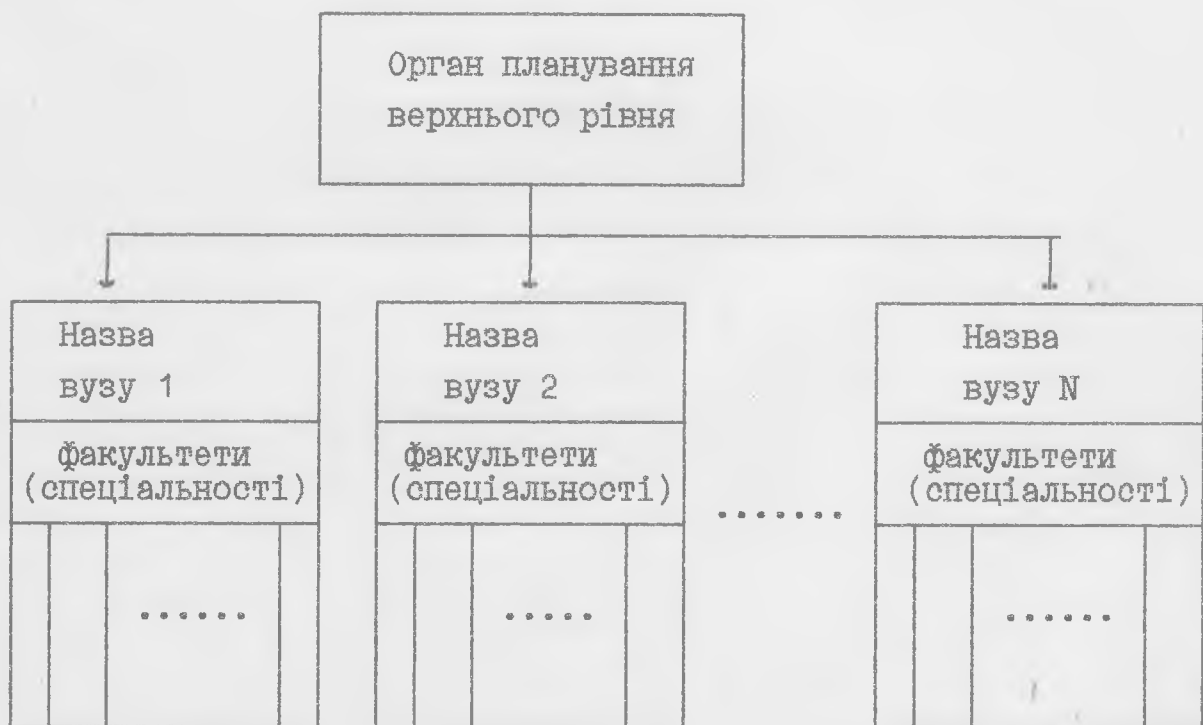 Орган планування
верхнього рівня
Назва
вузу 1
факультети
(спеціальності)
......
Назва
вузу 2
факультети
(спеціальності)
.....
.......
Назва
вузу N
факультети
(спеціальності)
......